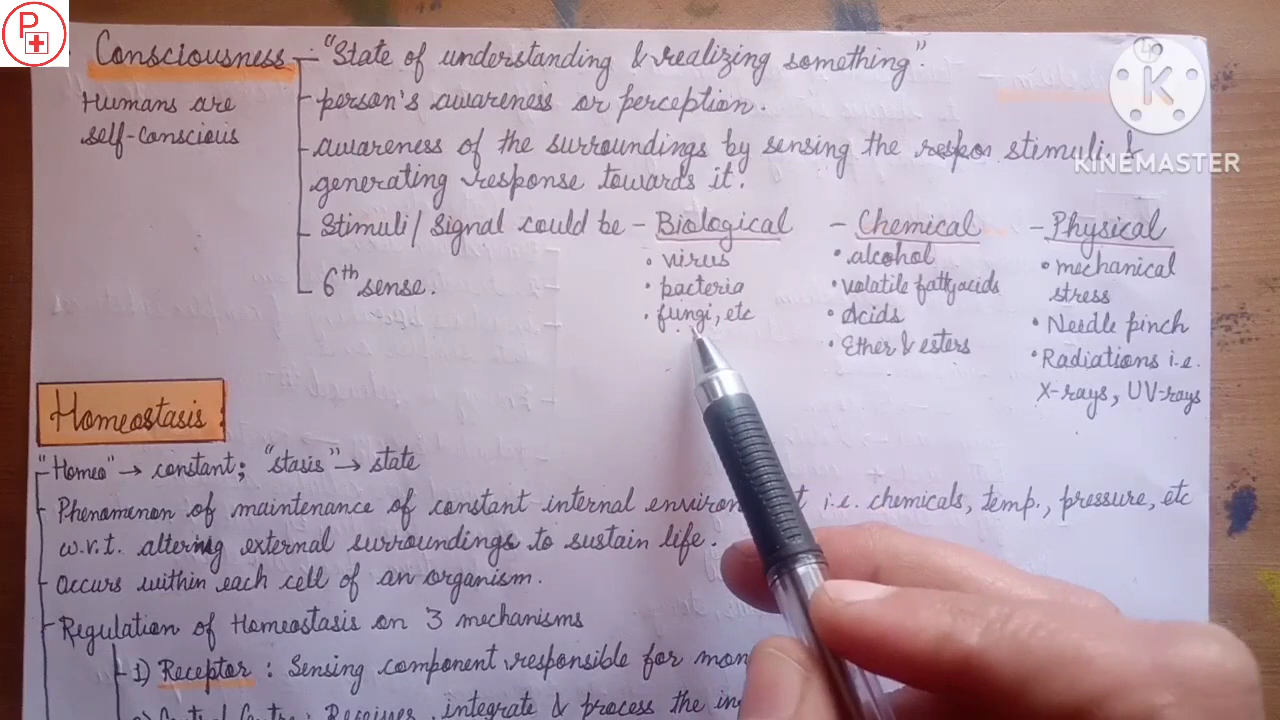 P
Consciousness :- "State of understanding & realizing something"
Humans are
self-conscious
- person's awareness or perception.
- awareness of the surroundings by sensing the stimuli &
generating response towards it.
- Stimuli/ Signal could be - Biological - Chemical - Physical
• virus
• bacteria
• fungi, etc
• alcohol
• volatile fatty acids
• Acids
• Ether & esters
• mechanical
stress
• Needle pinch
• Radiations i.e.
X-rays, UV-rays
- 6th sense.
K
KINEMASTER
Homeostasis :
- "Homeo" → constant; "stasis" → state
- Phenomenon of maintenance of constant internal i.e. chemicals, temp., pressure, etc
w.r.t. altering external surroundings to sustain life.
- Occurs within each cell of an organism.
- Regulation of Homeostasis on 3 mechanisms
1) Receptor : Sensing component responsible for
integrate & process the